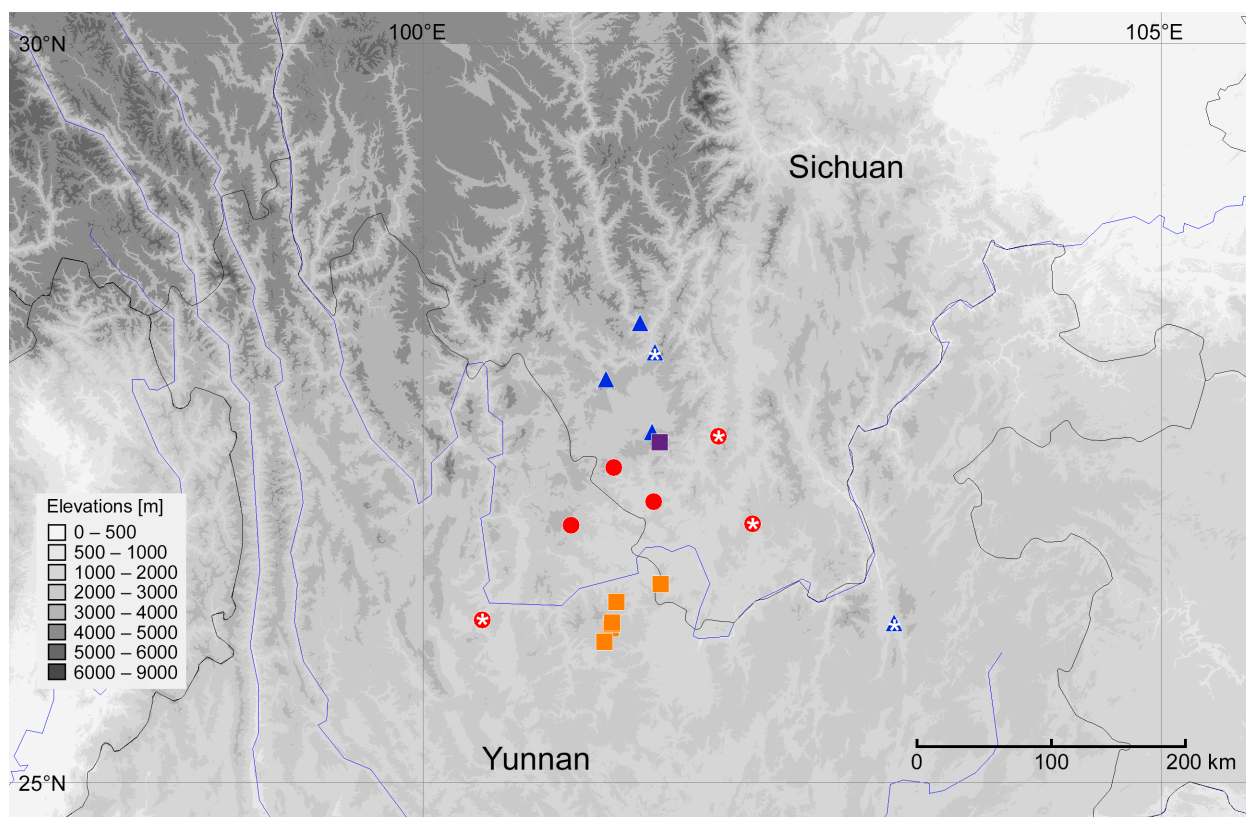 30°N
100°E
105°E
Sichuan
Elevations [m]
0 – 500
500 – 1000
1000 – 2000
2000 – 3000
3000 – 4000
4000 – 5000
5000 – 6000
6000 – 9000
Yunnan
0 100 200 km
25°N